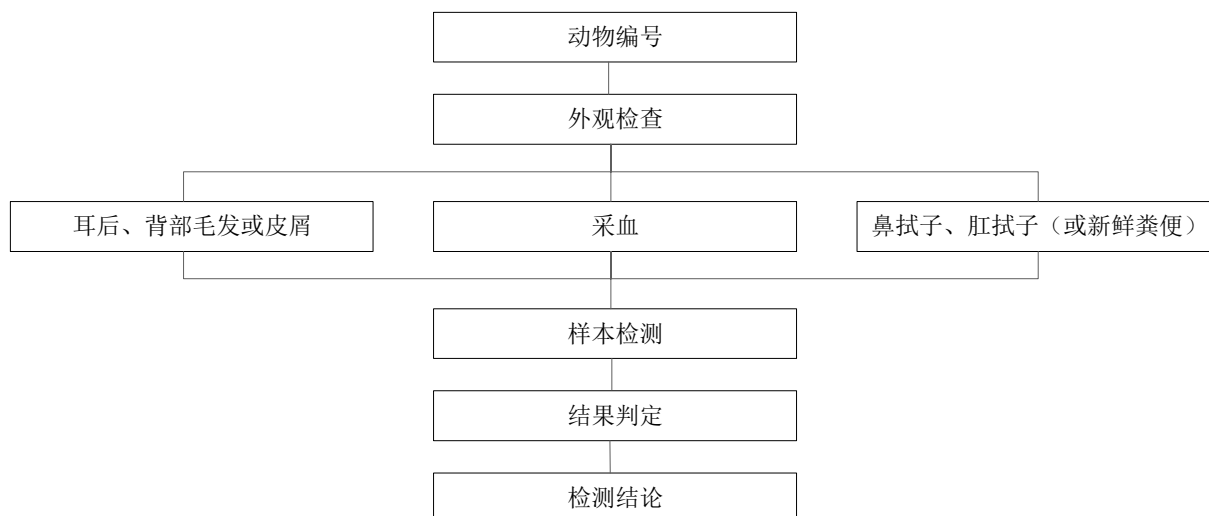 动物编号
外观检查
耳后、背部毛发或皮屑
采血
鼻拭子、肛拭子（或新鲜粪便）
样本检测
结果判定
检测结论